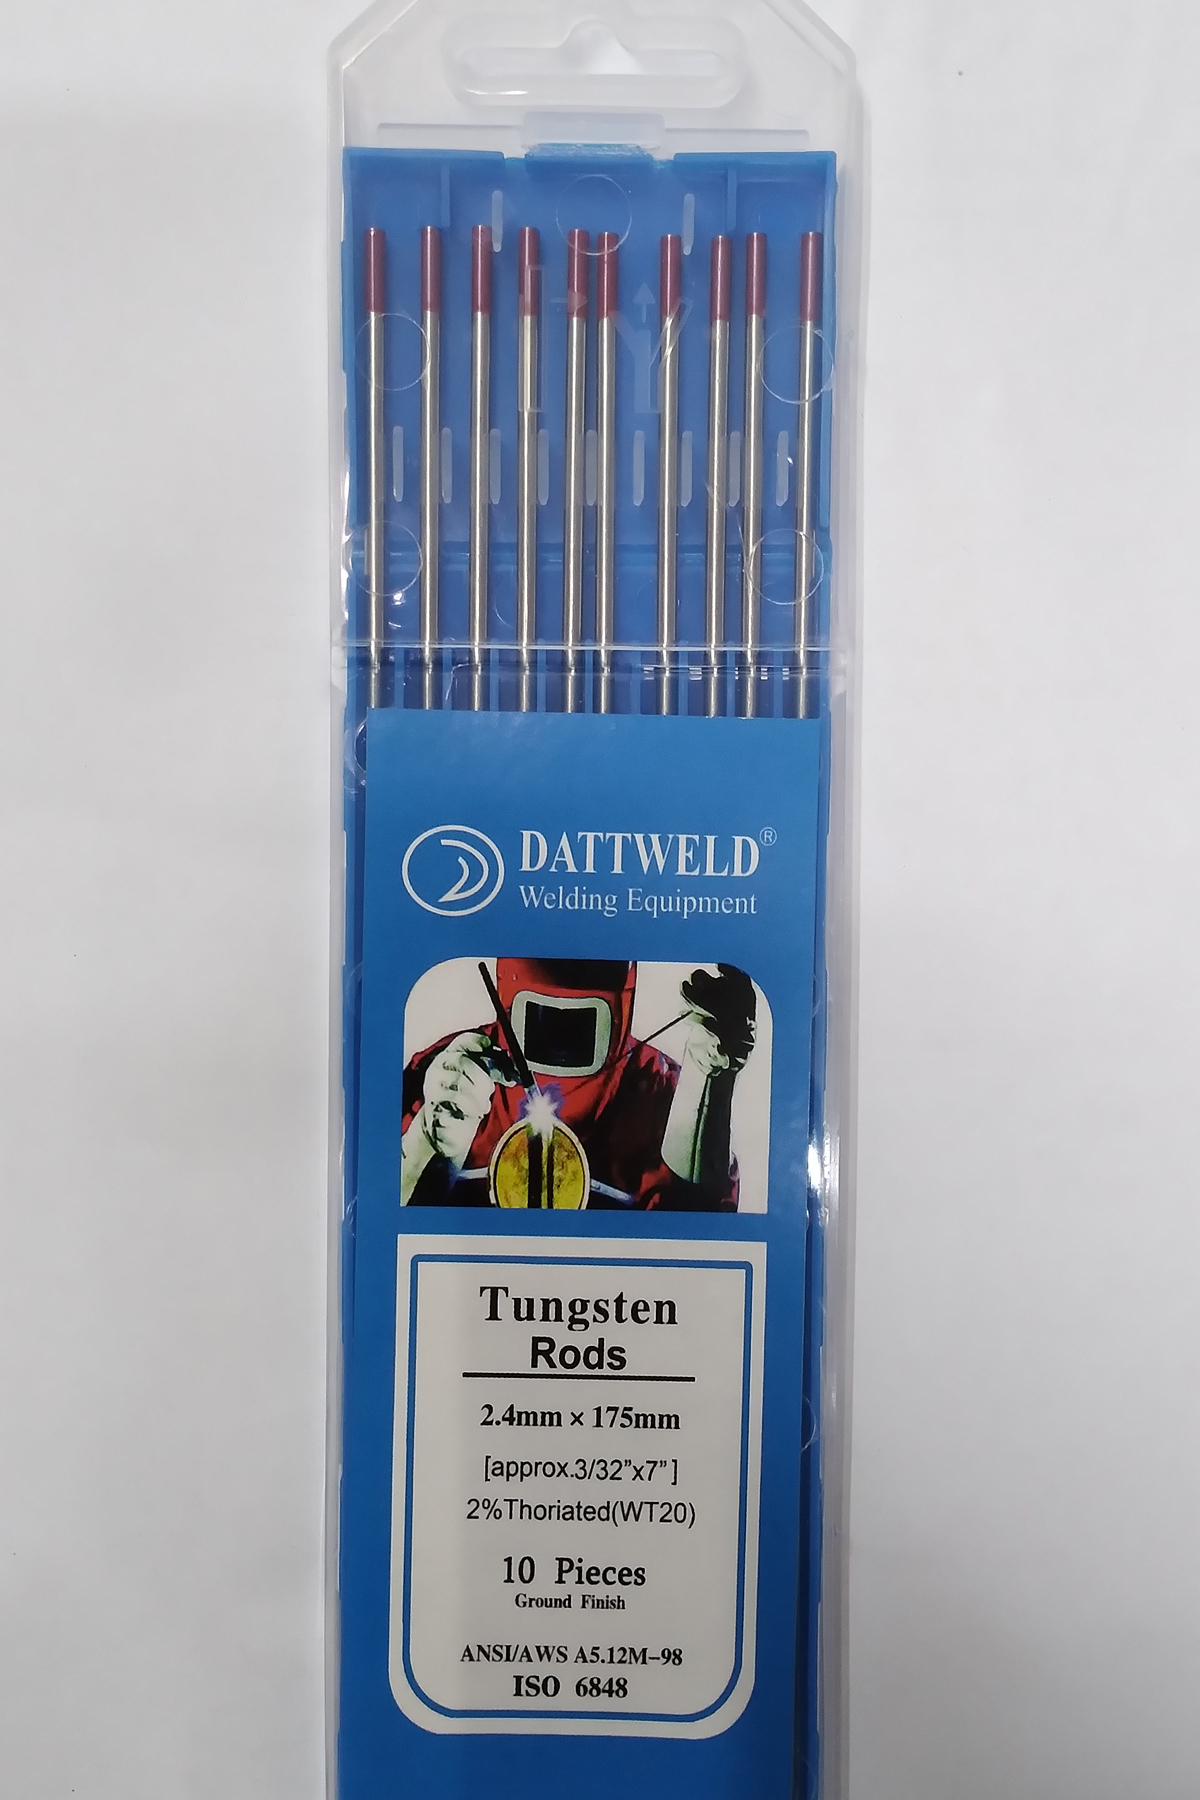 DATTWELD®
Welding Equipment
Tungsten
Rods
2.4mm × 175mm
[approx.3/32”x7”]
2%Thoriated(WT20)
10 Pieces
Ground Finish
ANSI/AWS A5.12M-98
ISO 6848